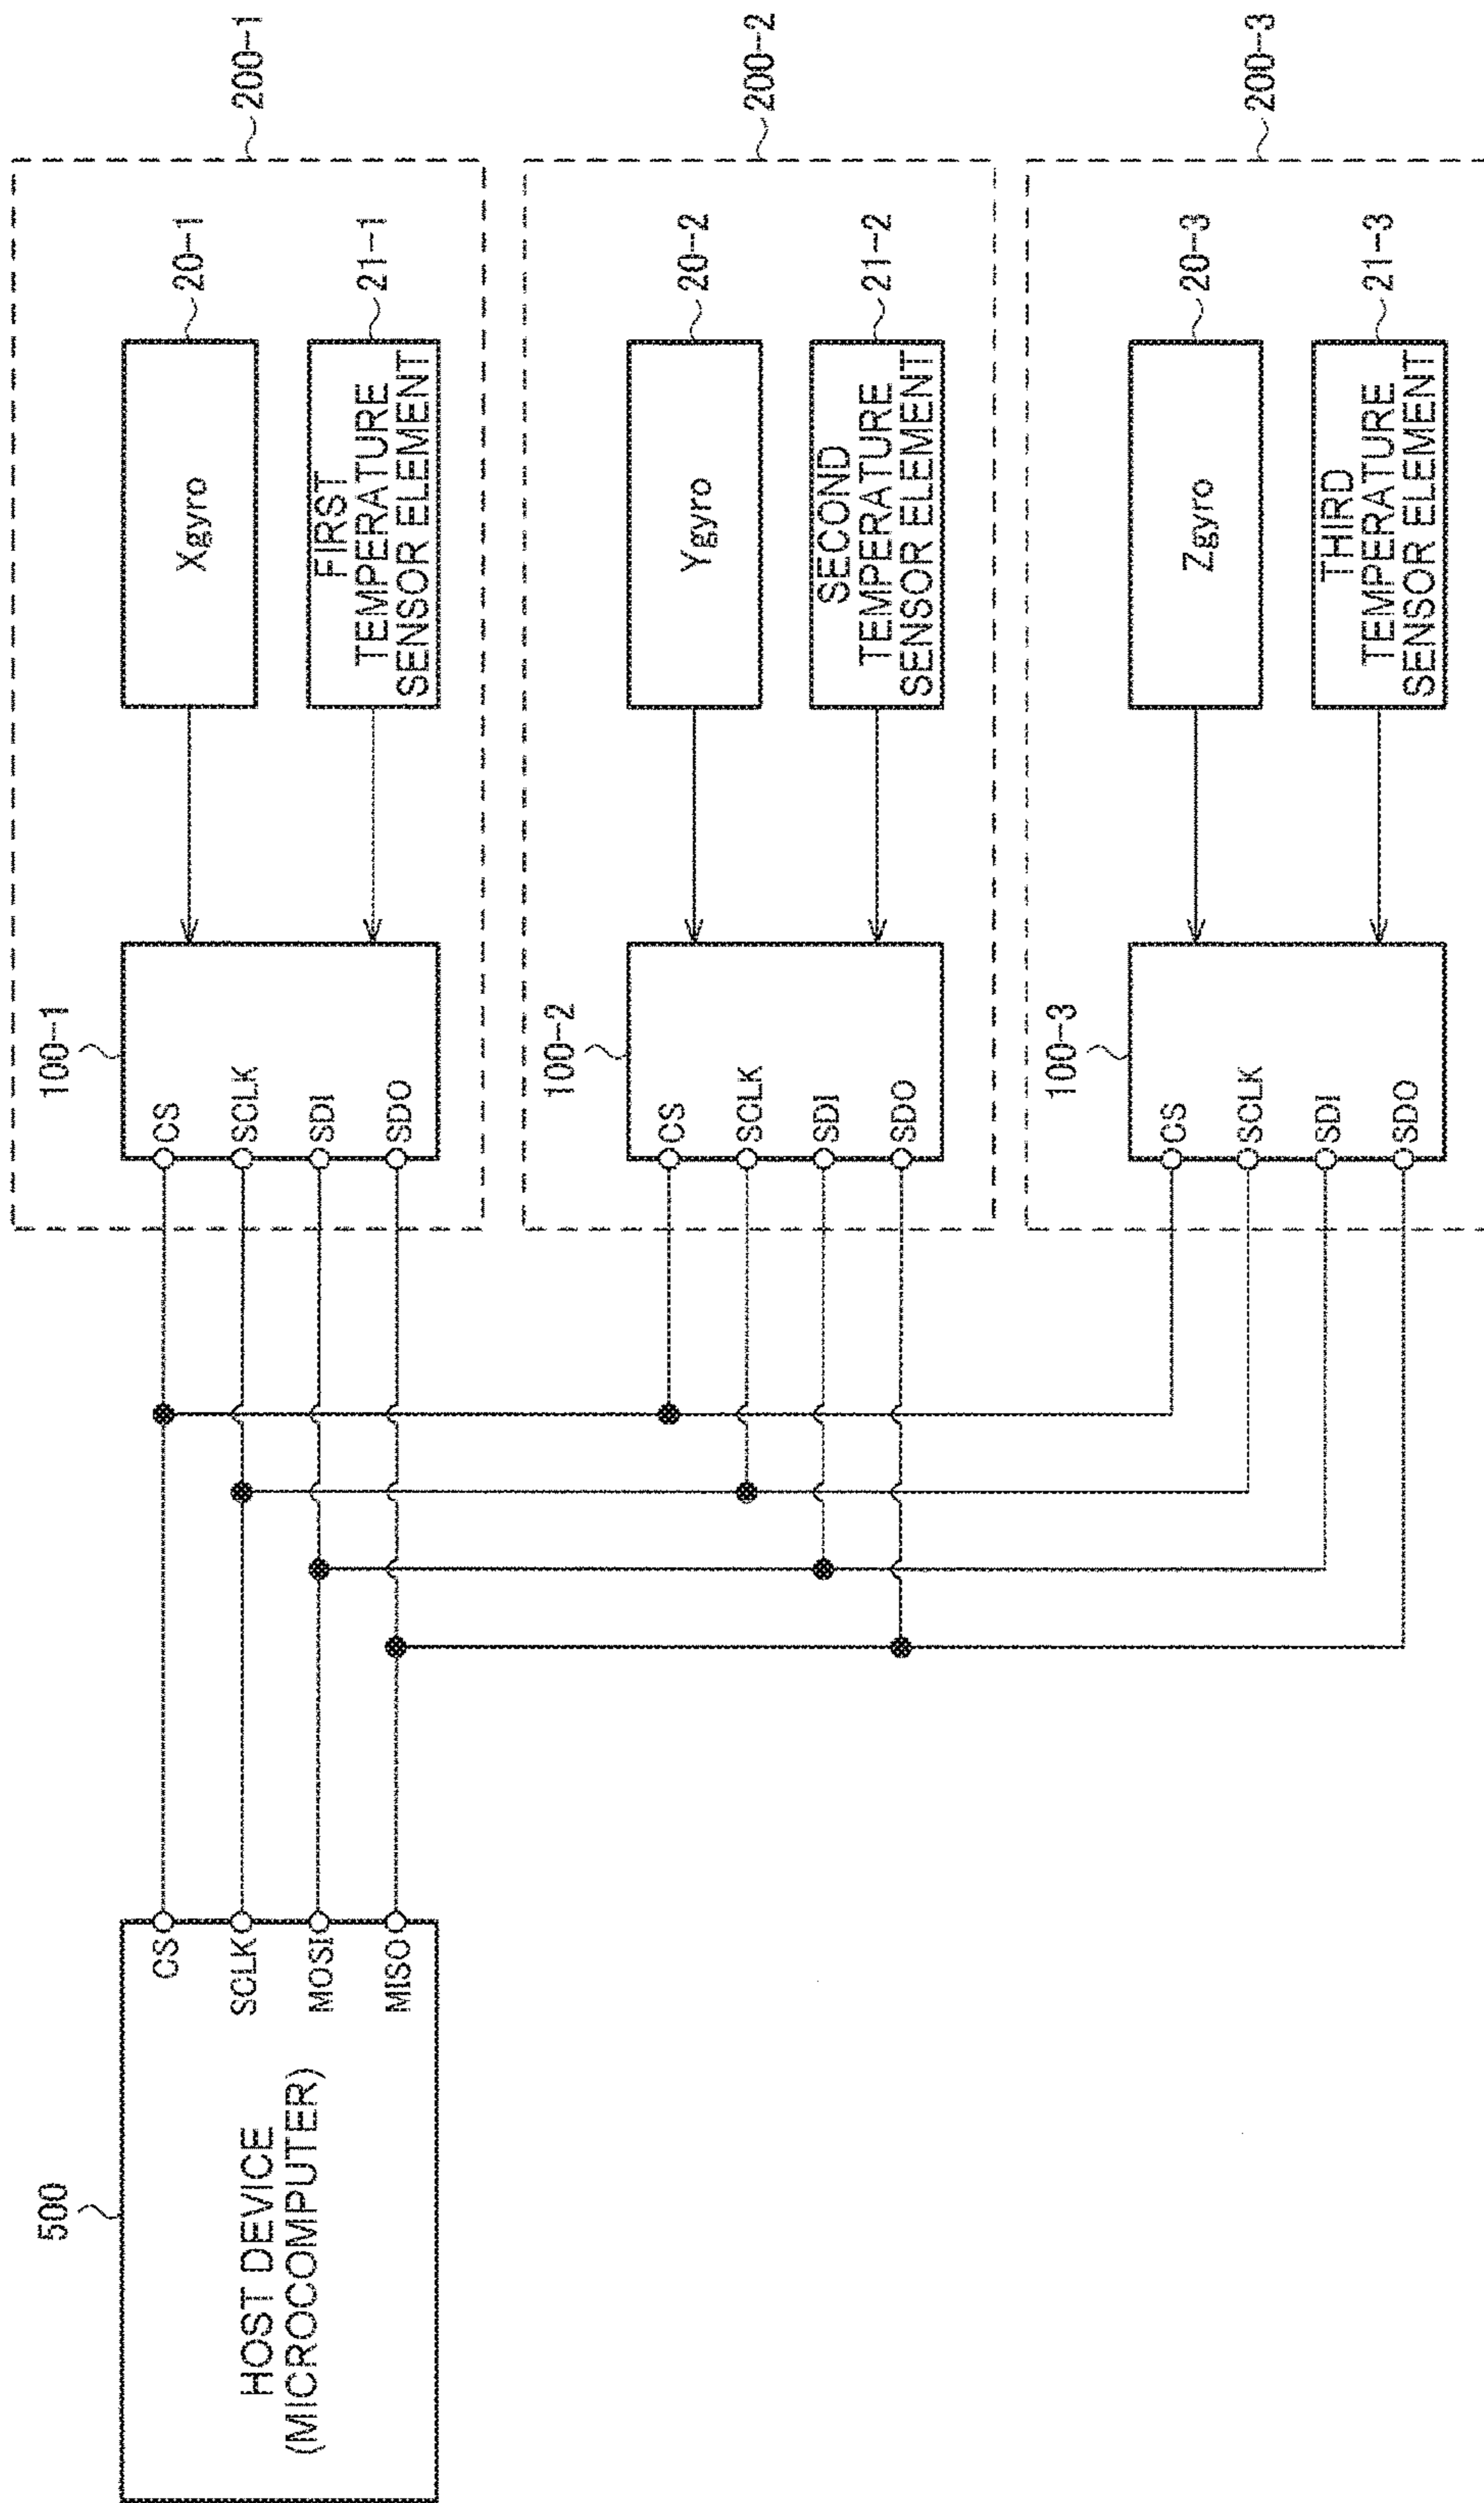 500
HOST DEVICE
(MICROCOMPUTER)
CS
SCLK
MOSI
MISO
100-1
CS
SCLK
SDI
SDO
Xgyro
20-1
FIRST
TEMPERATURE
SENSOR ELEMENT
21-1
200-1
100-2
CS
SCLK
SDI
SDO
Ygyro
20-2
SECOND
TEMPERATURE
SENSOR ELEMENT
21-2
200-2
100-3
CS
SCLK
SDI
SDO
Zgyro
20-3
THIRD
TEMPERATURE
SENSOR ELEMENT
21-3
200-3